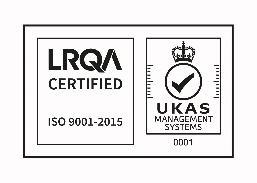 LRQA
CERTIFIED
ISO 9001-2015
UKAS
MANAGEMENT
SYSTEMS
0001